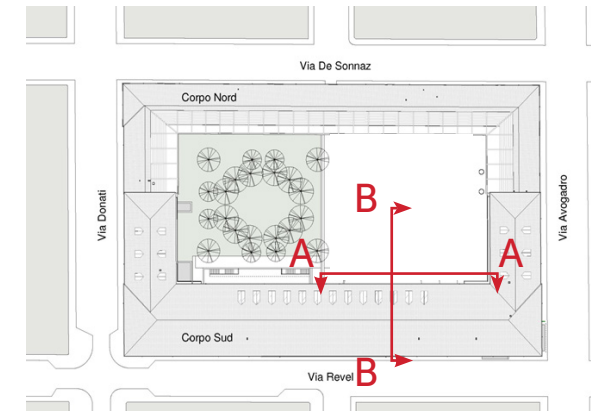 Via De Sonnaz
Corpo Nord
Via Donati
Via Avogadro
B
A
A
Corpo Sud
Via Revel
B